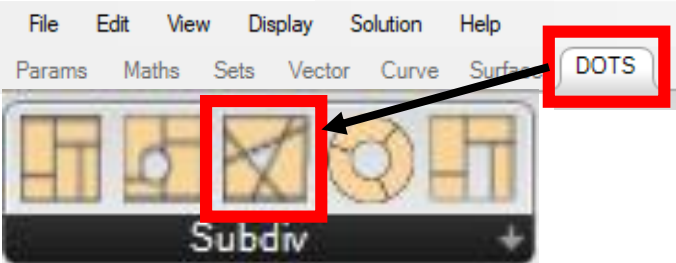 File Edit View Display Solution Help
Params Maths Sets Vector Curve Surface DOTS
Subdiv